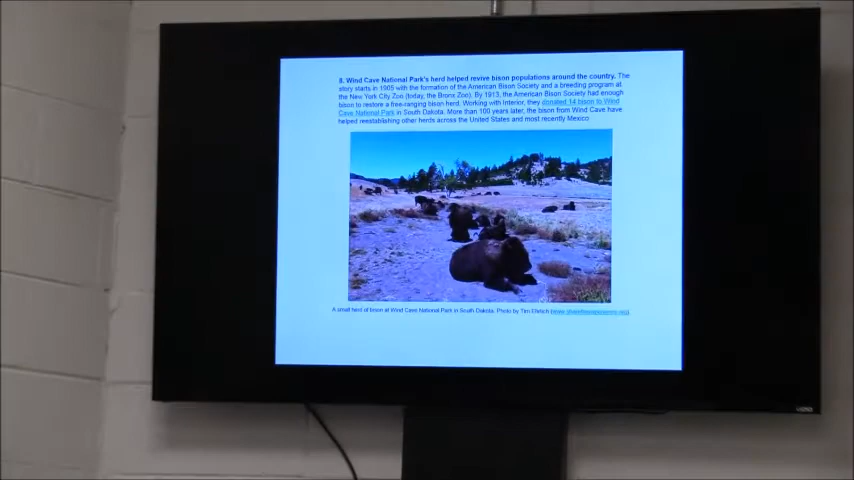 8. Wind Cave National Park's herd helped revive bison populations around the country. The
story starts in 1905 with the formation of the American Bison Society and a breeding program at
the New York City Zoo (today, the Bronx Zoo). By 1913, the American Bison Society had enough
bison to restore a free-ranging bison herd. Working with Interior, they donated 14 bison to Wind
Cave National Park in South Dakota. More than 100 years later, the bison from Wind Cave have
helped reestablishing other herds across the United States and most recently Mexico
A small herd of bison at Wind Cave National Park in South Dakota. Photo by Tim Ehrlich
VIZIO